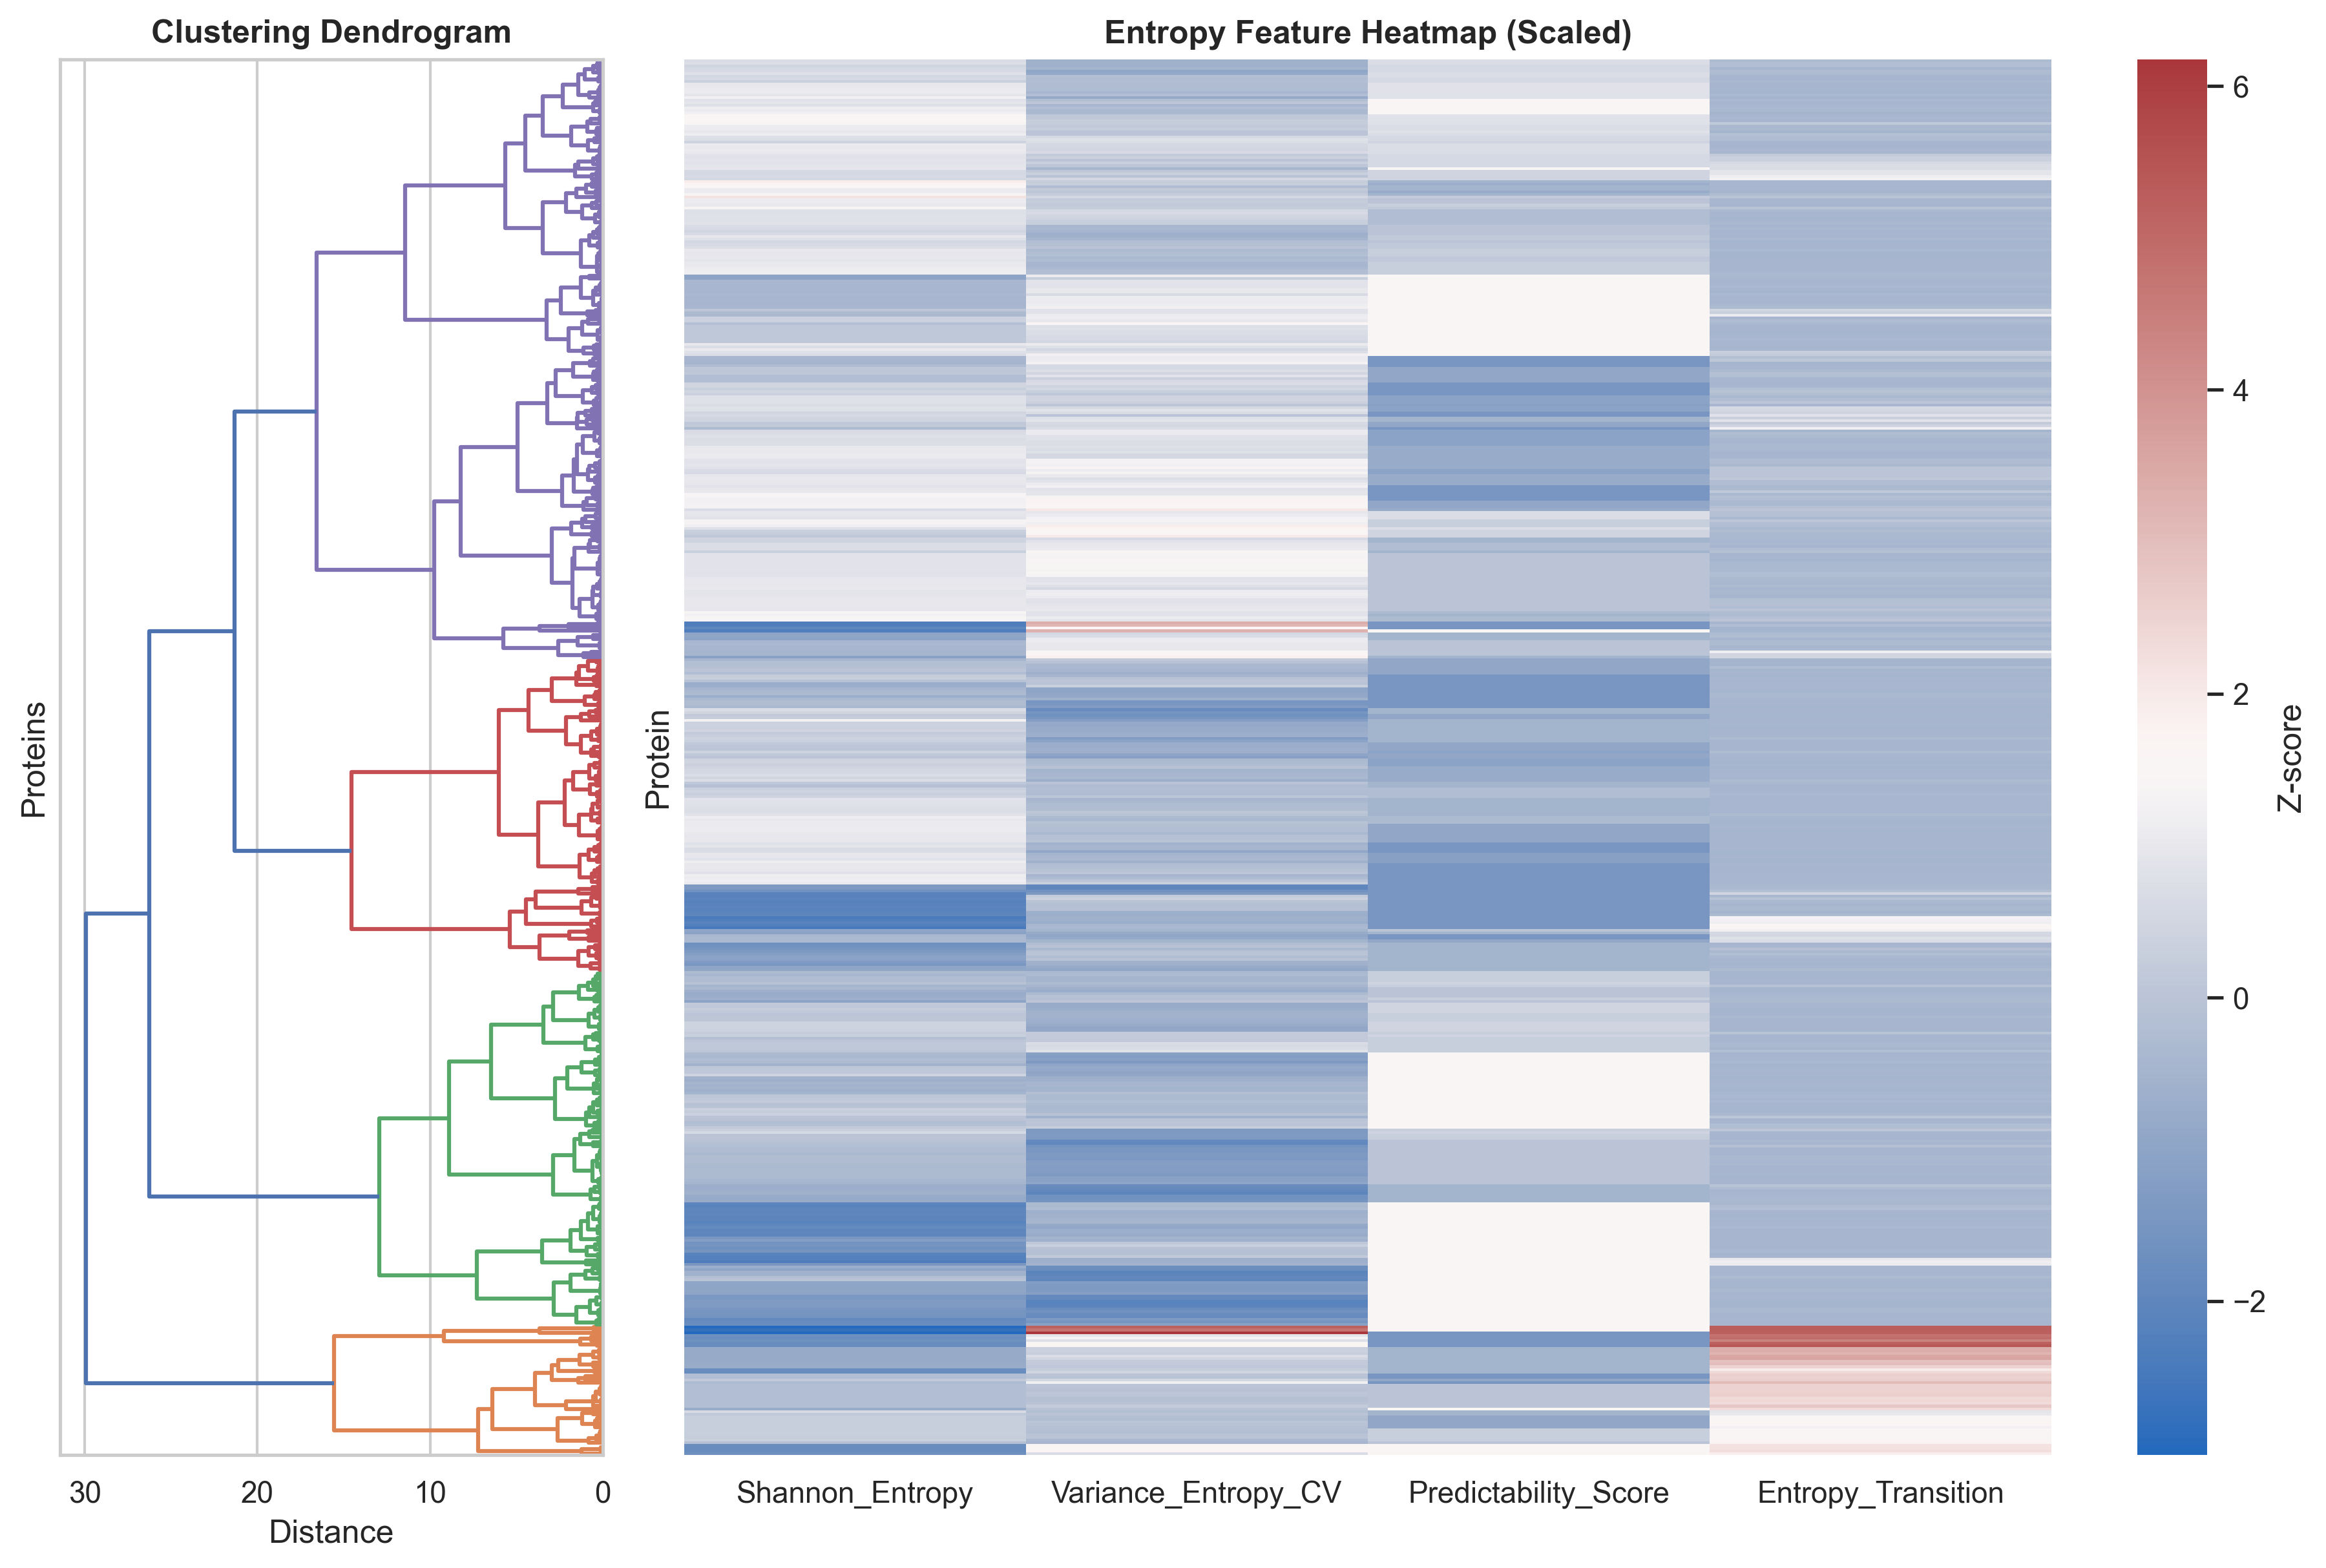 Clustering Dendrogram
Entropy Feature Heatmap (Scaled)
Proteins
30
20
10
0
Distance
Protein
Shannon_Entropy
Variance_Entropy_CV
Predictability_Score
Entropy_Transition
6
4
2
0
−2
Z-score